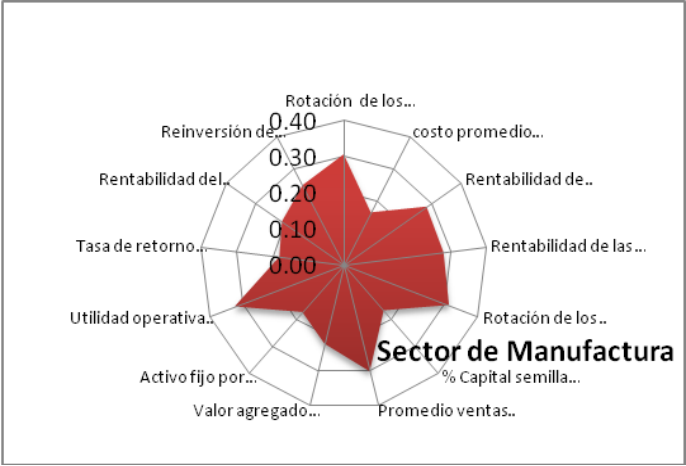 Rotación de los...
costo promedio...
Rentabilidad de..
Rentabilidad de las...
Rotación de los..
% Capital semilla...
Promedio ventas..
Valor agregado...
Activo fijo por...
Utilidad operativa..
Tasa de retorno...
Rentabilidad del..
Reinversión de...
0.40
0.30
0.20
0.10
0.00
Sector de Manufactura